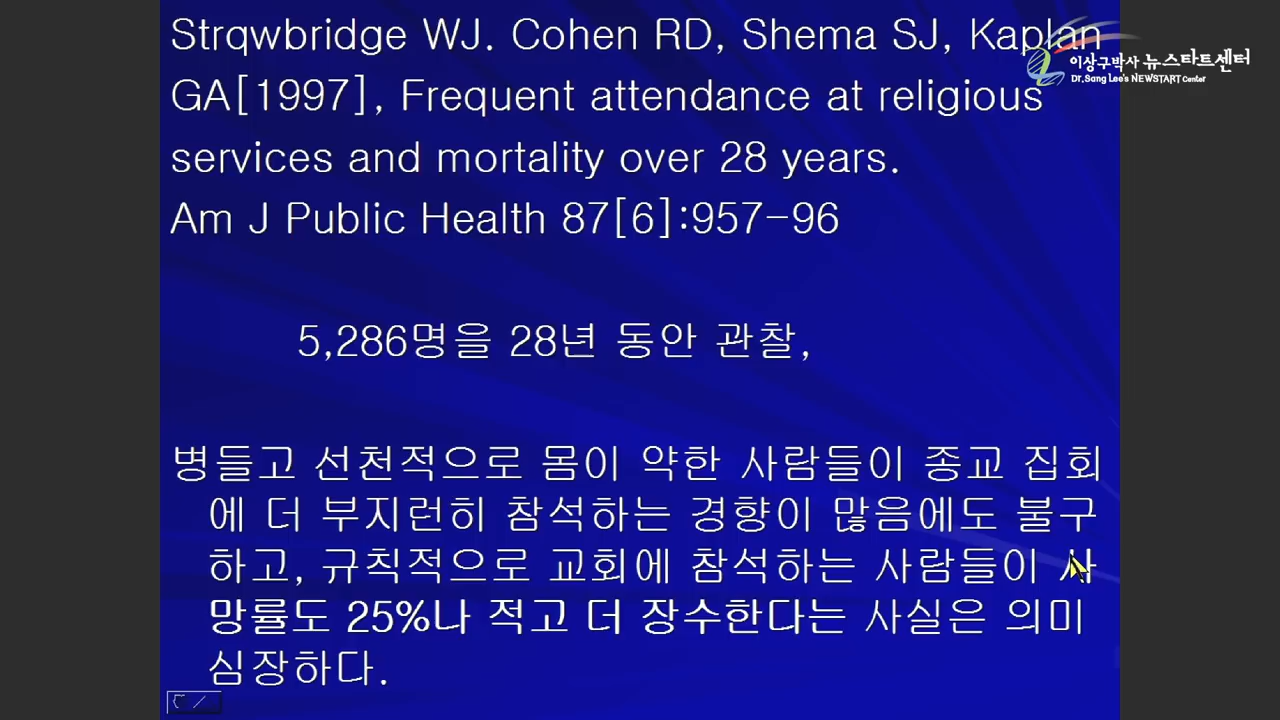 Strqwbridge WJ. Cohen RD, Shema SJ, Kaplan
GA[1997], Frequent attendance at religious
services and mortality over 28 years.
Am J Public Health 87[6]:957-96
이상구박사 뉴스타트센터
Dr. Sang Lee's NEWSTART Center
5,286명을 28년 동안 관찰,
병들고 선천적으로 몸이 약한 사람들이 종교 집회
에 더 부지런히 참석하는 경향이 많음에도 불구
하고, 규칙적으로 교회에 참석하는 사람들이 사
망률도 25%나 적고 더 장수한다는 사실은 의미
심장하다.